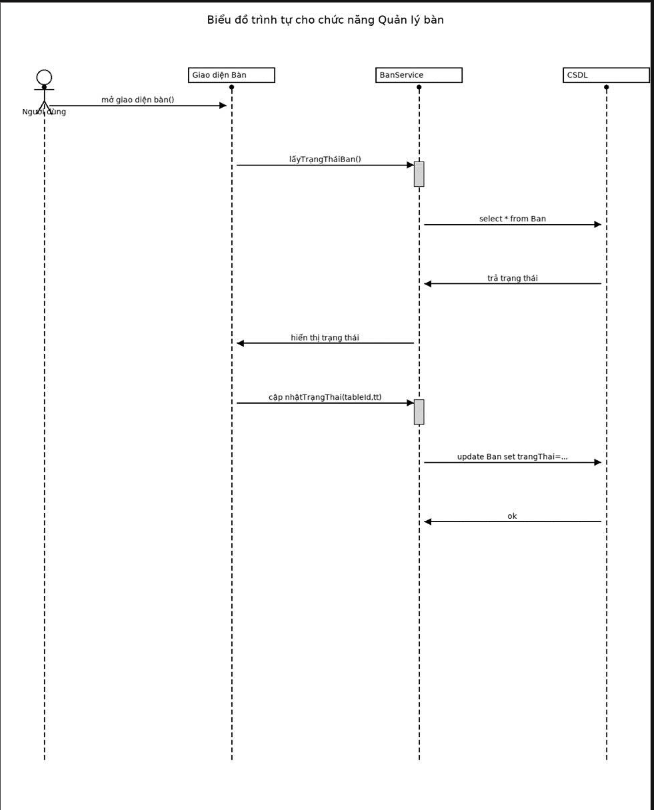 Biểu đồ trình tự cho chức năng Quản lý bàn
Giao diện Bàn
BanService
CSDL
mở giao diện bàn()
Người dùng
lấyTrạngTháiBan()
select * from Ban
trả trạng thái
hiển thị trạng thái
cập nhậtTrạngThai(tableId,tt)
update Ban set trangThai=...
ok